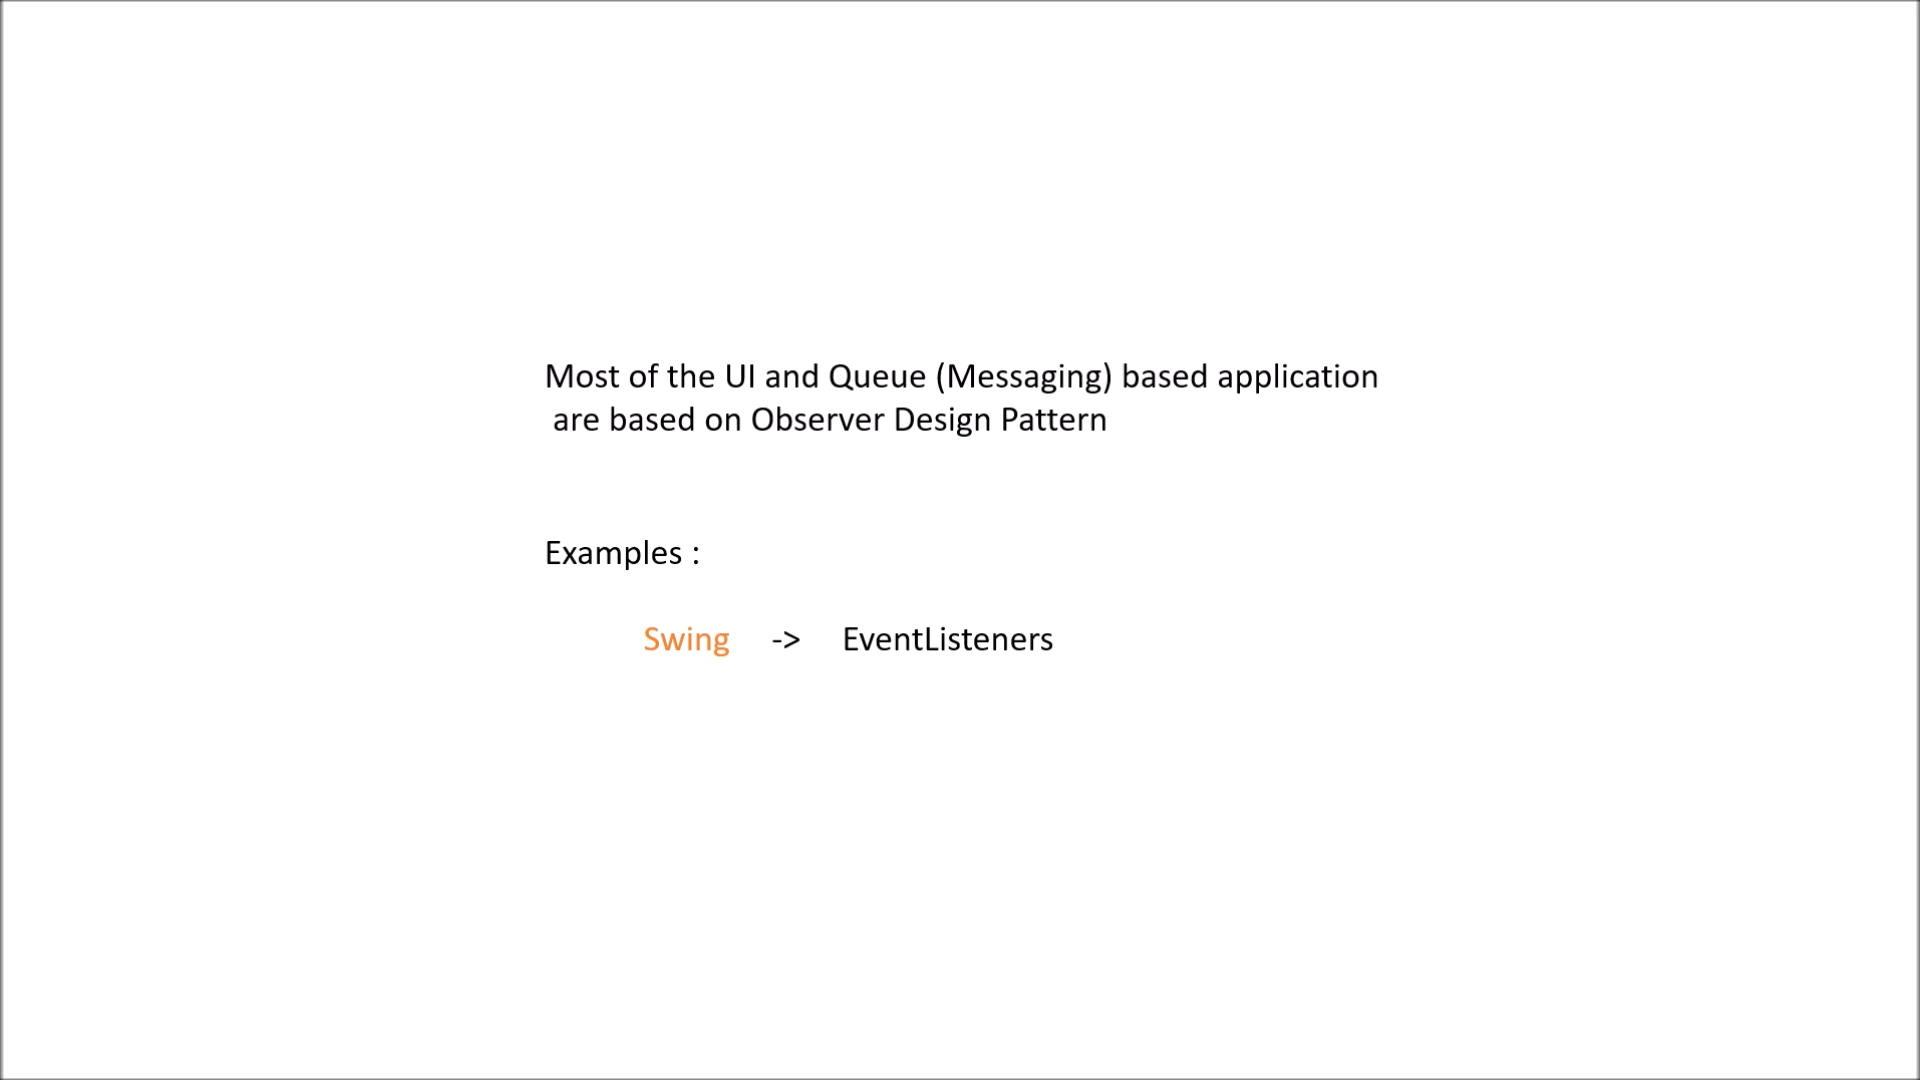 Most of the UI and Queue (Messaging) based application
are based on Observer Design Pattern
Examples :
Swing -> EventListeners